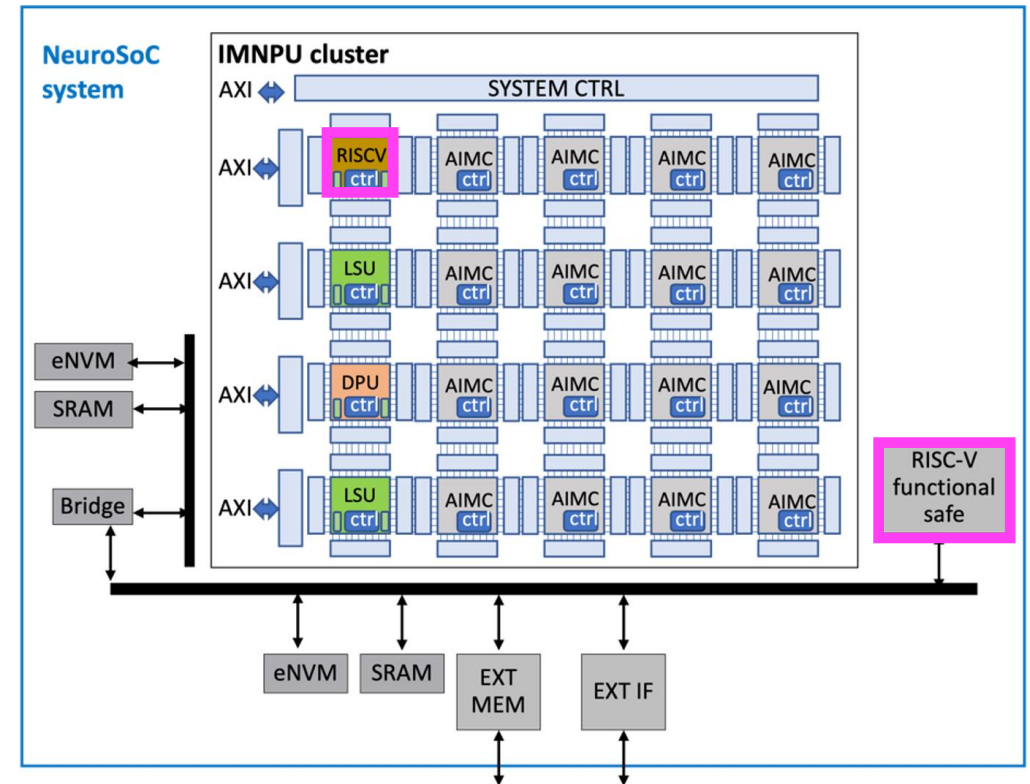 NeuroSoC
system
IMNPU cluster
AXI
SYSTEM CTRL
AXI
RISCV
ctrl
AIMC
ctrl
AIMC
ctrl
AIMC
ctrl
AIMC
ctrl
AXI
LSU
ctrl
AIMC
ctrl
AIMC
ctrl
AIMC
ctrl
AIMC
ctrl
AXI
DPU
ctrl
AIMC
ctrl
AIMC
ctrl
AIMC
ctrl
AIMC
ctrl
AXI
LSU
ctrl
AIMC
ctrl
AIMC
ctrl
AIMC
ctrl
AIMC
ctrl
eNVM
SRAM
Bridge
RISC-V
functional
safe
eNVM
SRAM
EXT
MEM
EXT IF